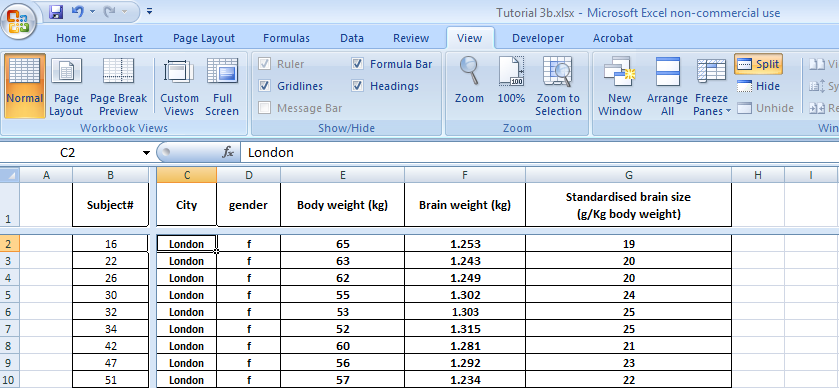 Tutorial 3b.xlsx - Microsoft Excel non-commercial use
Home Insert Page Layout Formulas Data Review View Developer Acrobat
Normal Page Layout Page Break Preview Custom Views Full Screen
Workbook Views
Ruler Formula Bar
Gridlines Headings
Message Bar
Show/Hide
Zoom 100% Zoom to Selection
Zoom
New Window Arrange All Freeze Panes
Split
Hide
Unhide
Vi
Sy
Re
Win
C2 fx London
A B C D E F G H I
1 Subject# City gender Body weight (kg) Brain weight (kg) Standardised brain size (g/Kg body weight)
2 16 London f 65 1.253 19
3 22 London f 63 1.243 20
4 26 London f 62 1.249 20
5 30 London f 55 1.302 24
6 32 London f 53 1.303 25
7 34 London f 52 1.315 25
8 42 London f 60 1.281 21
9 47 London f 56 1.292 23
10 51 London f 57 1.234 22